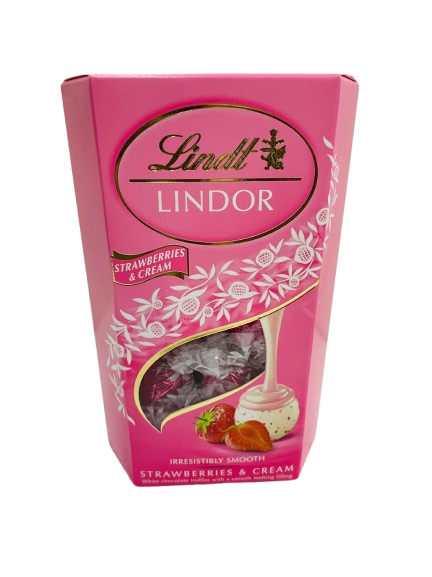 Lindt
LINDOR
STRAWBERRIES
& CREAM
IRRESISTIBLY SMOOTH
STRAWBERRIES & CREAM
White chocolate truffles with a smooth melting filling